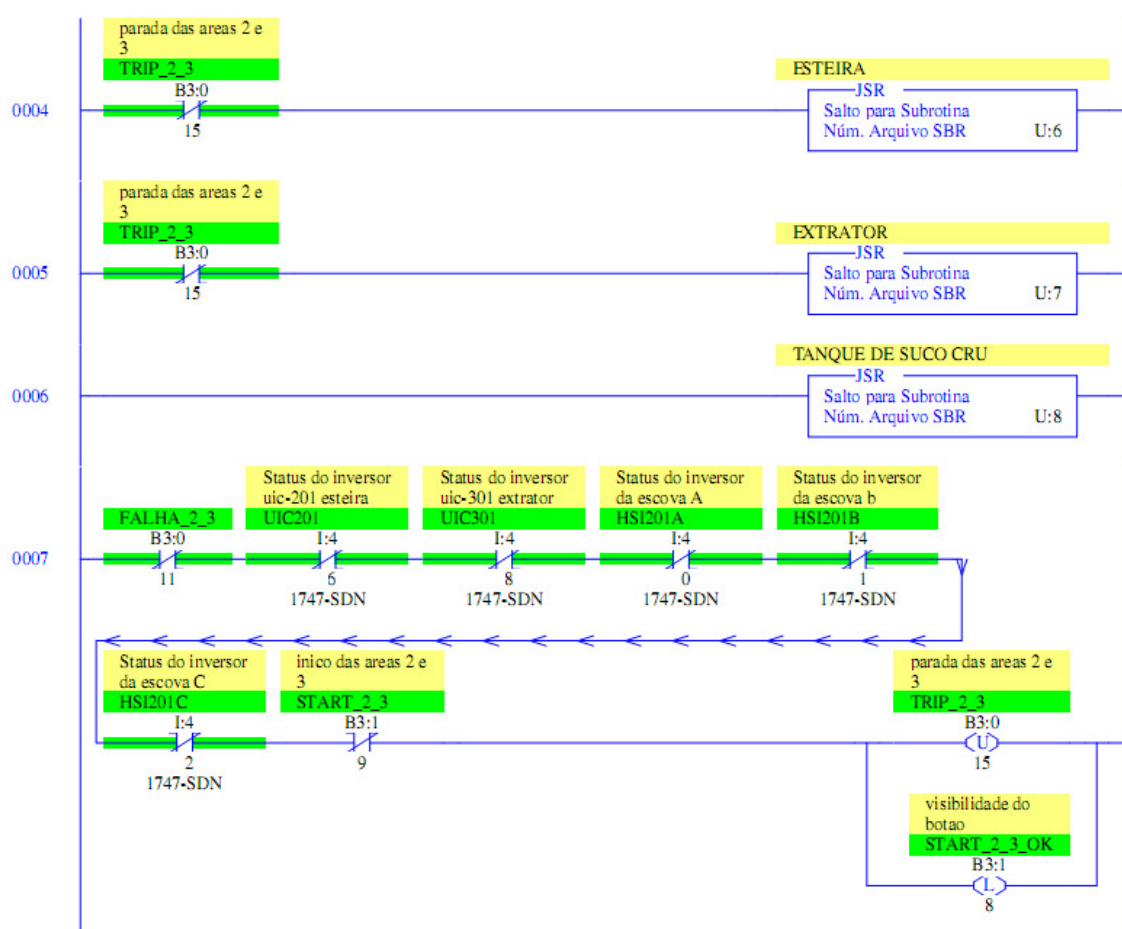 parada das areas 2 e
3
TRIP_2_3
B3:0
15
0004
ESTEIRA
JSR
Salto para Subrotina
Núm. Arquivo SBR U:6
parada das areas 2 e
3
TRIP_2_3
B3:0
15
0005
EXTRATOR
JSR
Salto para Subrotina
Núm. Arquivo SBR U:7
0006
TANQUE DE SUCO CRU
JSR
Salto para Subrotina
Núm. Arquivo SBR U:8
0007
FALHA_2_3
B3:0
11
Status do inversor
uic-201 esteira
UIC201
I:4
6
1747-SDN
Status do inversor
uic-301 extrator
UIC301
I:4
8
1747-SDN
Status do inversor
da escova A
HSI201A
I:4
0
1747-SDN
Status do inversor
da escova b
HSI201B
I:4
1
1747-SDN
Status do inversor
da escova C
HSI201C
I:4
2
1747-SDN
inico das areas 2 e
3
START_2_3
B3:1
9
parada das areas 2 e
3
TRIP_2_3
B3:0
U
15
visibilidade do
botao
START_2_3_OK
B3:1
L
8